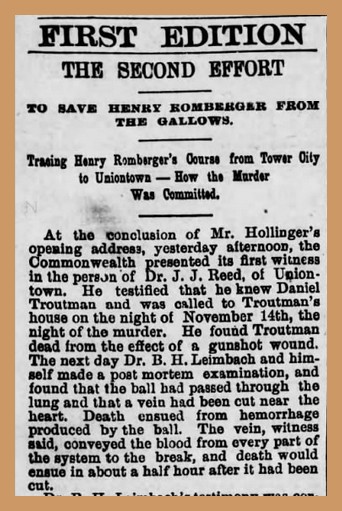 FIRST EDITION
THE SECOND EFFORT
TO SAVE HENRY ROMBERGER FROM
THE GALLOWS.
Tracing Henry Romberger's Course from Tower City
to Uniontown — How the Murder
Was Committed.
At the conclusion of Mr. Hollinger's
opening address, yesterday afternoon, the
Commonwealth presented its first witness
in the person of Dr. J. J. Reed, of Union-
town. He testified that he knew Daniel
Troutman and was called to Troutman's
house on the night of November 14th, the
night of the murder. He found Troutman
dead from the effect of a gunshot wound.
The next day Dr. B. H. Leimbach and him-
self made a post mortem examination, and
found that the ball had passed through the
lung and that a vein had been cut near the
heart. Death ensued from hemorrhage
produced by the ball. The vein, witness
said, conveyed the blood from every part of
the system to the break, and death would
ensue in about a half hour after it had been
cut.
Dr. B. H. Leimbach's testimony was